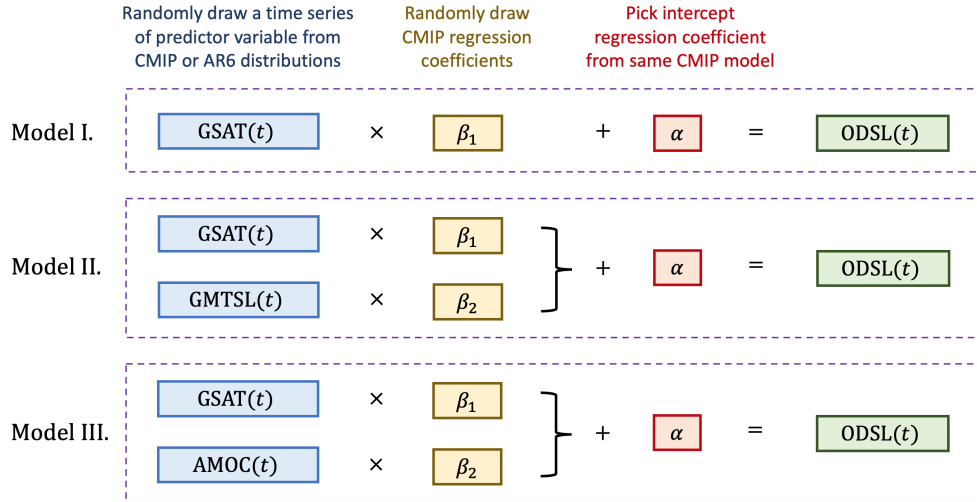 Randomly draw a time series
of predictor variable from
CMIP or AR6 distributions
Randomly draw
CMIP regression
coefficients
Pick intercept
regression coefficient
from same CMIP model
Model I. GSAT(t) × β₁ + α = ODSL(t)
GSAT(t) × β₁
Model II. } + α = ODSL(t)
GMTSL(t) × β₂
GSAT(t) × β₁
Model III. } + α = ODSL(t)
AMOC(t) × β₂